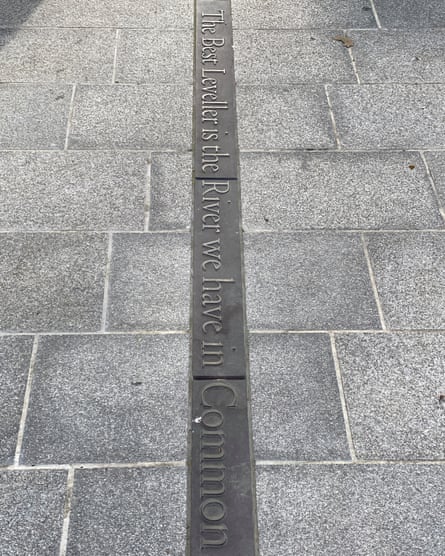 The Best Leveller is the River we have in Common